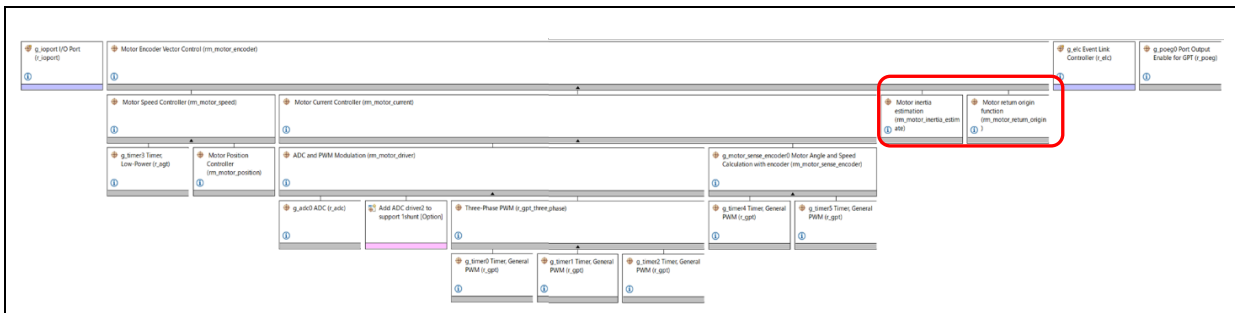 g_ioport I/O Port
(r_ioport)
Motor Encoder Vector Control (rm_motor_encoder)
g_elc Event Link
Controller (r_elc)
g_poeg0 Port Output
Enable for GPT (r_poeg)
Motor Speed Controller (rm_motor_speed)
Motor Current Controller (rm_motor_current)
Motor inertia
estimation
(rm_motor_inertia_estim
ate)
Motor return origin
function
(rm_motor_return_origin
)
g_timer3 Timer,
Low-Power (r_agt)
Motor Position
Controller
(rm_motor_position)
ADC and PWM Modulation (rm_motor_driver)
g_motor_sense_encoder0 Motor Angle and Speed
Calculation with encoder (rm_motor_sense_encoder)
g_adc0 ADC (r_adc)
Add ADC driver2 to
support 1shunt [Option]
Three-Phase PWM (r_gpt_three_phase)
g_timer4 Timer, General
PWM (r_gpt)
g_timer5 Timer, General
PWM (r_gpt)
g_timer0 Timer, General
PWM (r_gpt)
g_timer1 Timer, General
PWM (r_gpt)
g_timer2 Timer, General
PWM (r_gpt)